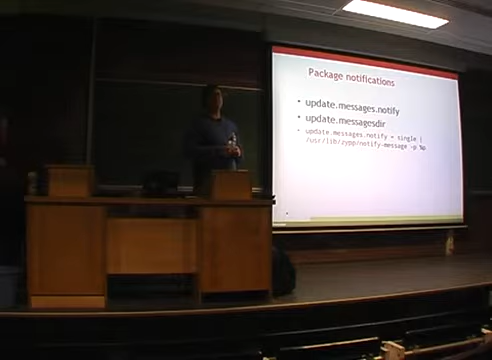 Package notifications
• update.messages.notify
• update.messagesdir
• update.messages.notify = single |
/usr/lib/zypp/notify-message -p %p